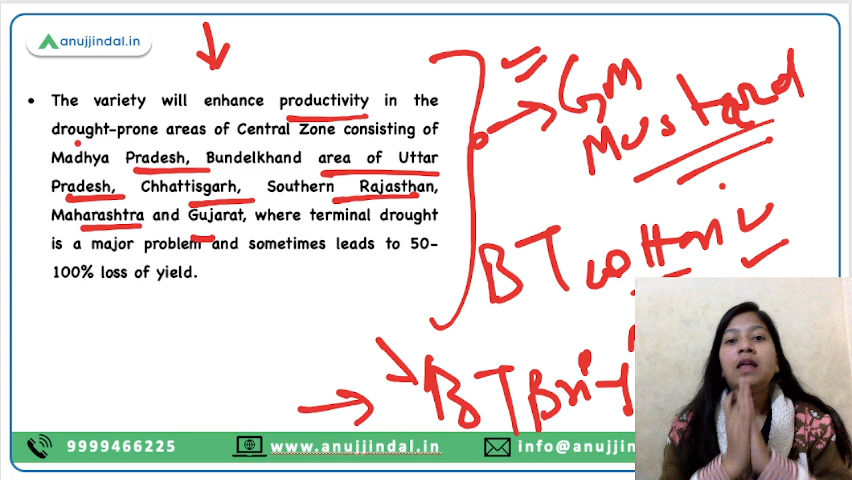 anujjindal.in
• The variety will enhance productivity in the
drought-prone areas of Central Zone consisting of
Madhya Pradesh, Bundelkhand area of Uttar
Pradesh, Chhattisgarh, Southern Rajasthan,
Maharashtra and Gujarat, where terminal drought
is a major problem and sometimes leads to 50-
100% loss of yield.
GM
Mustard
BT cotton
BT
9999466225
www.anujjindal.in
info@anujjin